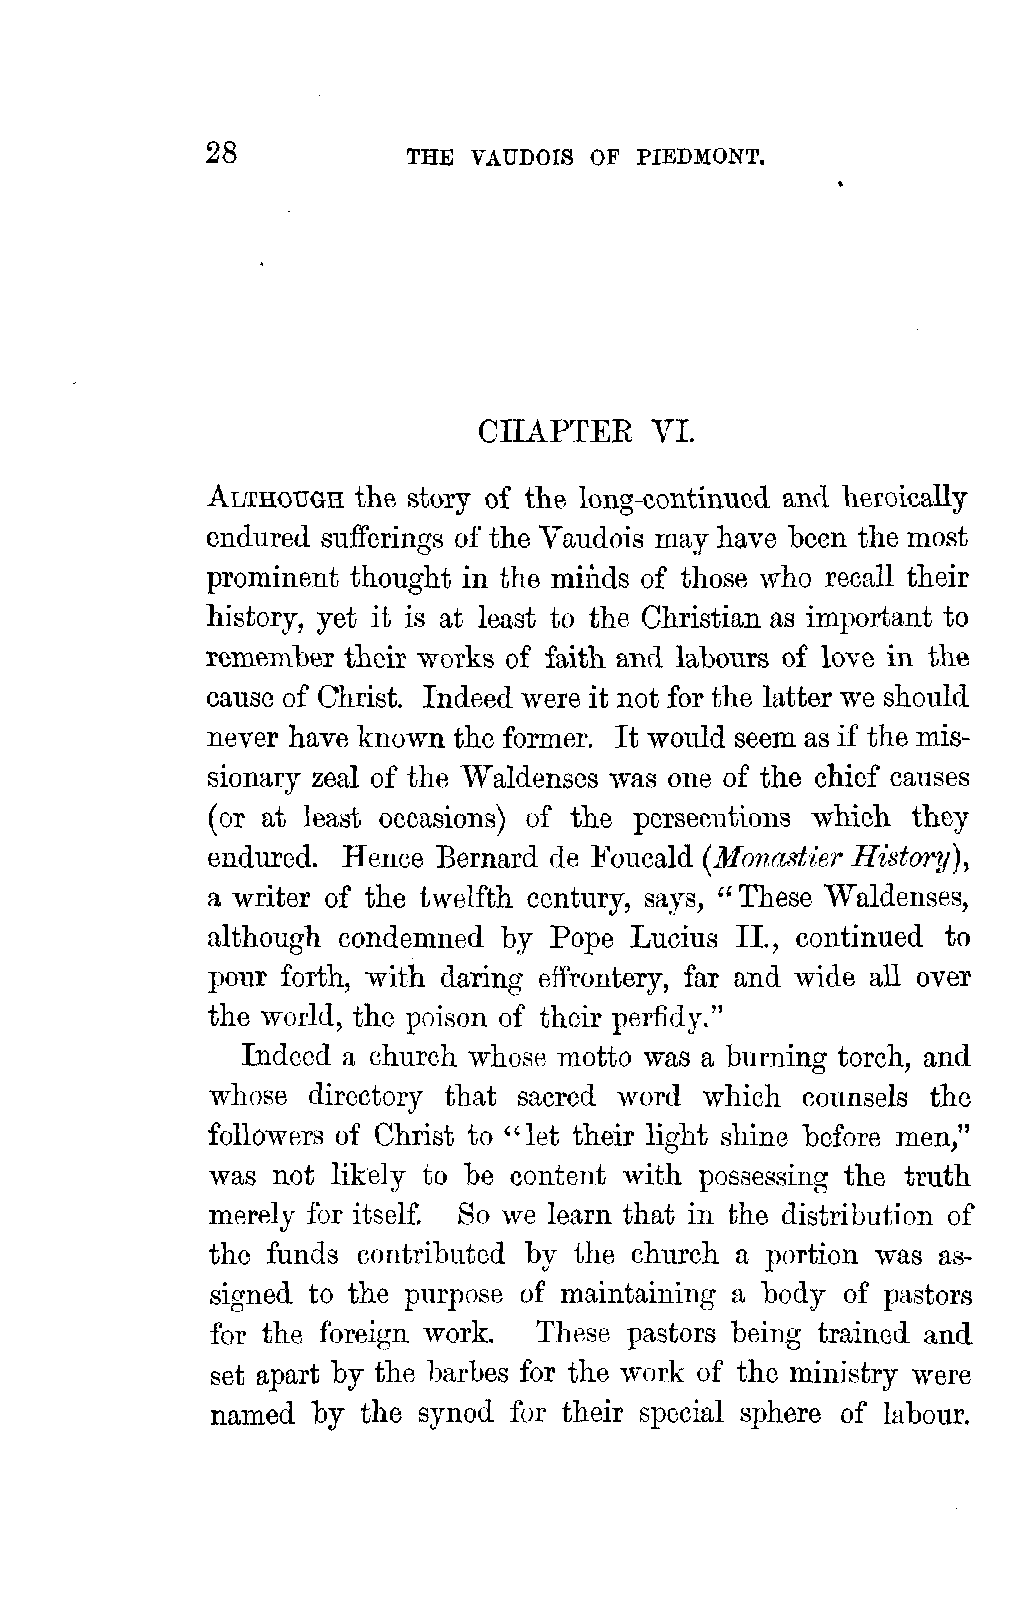 28 THE VAUDOIS OF PIEDMONT.
CHAPTER VI.
ALTHOUGH the story of the long-continued and heroically
endured sufferings of the Vaudois may have been the most
prominent thought in the minds of those who recall their
history, yet it is at least to the Christian as important to
remember their works of faith and labours of love in the
cause of Christ. Indeed were it not for the latter we should
never have known the former. It would seem as if the mis-
sionary zeal of the Waldenses was one of the chief causes
(or at least occasions) of the persecutions which they
endured. Hence Bernard de Foucald (Monastier History),
a writer of the twelfth century, says, "These Waldenses,
although condemned by Pope Lucius II., continued to
pour forth, with daring effrontery, far and wide all over
the world, the poison of their perfidy."
Indeed a church whose motto was a burning torch, and
whose directory that sacred word which counsels the
followers of Christ to "let their light shine before men,"
was not likely to be content with possessing the truth
merely for itself. So we learn that in the distribution of
the funds contributed by the church a portion was as-
signed to the purpose of maintaining a body of pastors
for the foreign work. These pastors being trained and
set apart by the barbes for the work of the ministry were
named by the synod for their special sphere of labour.